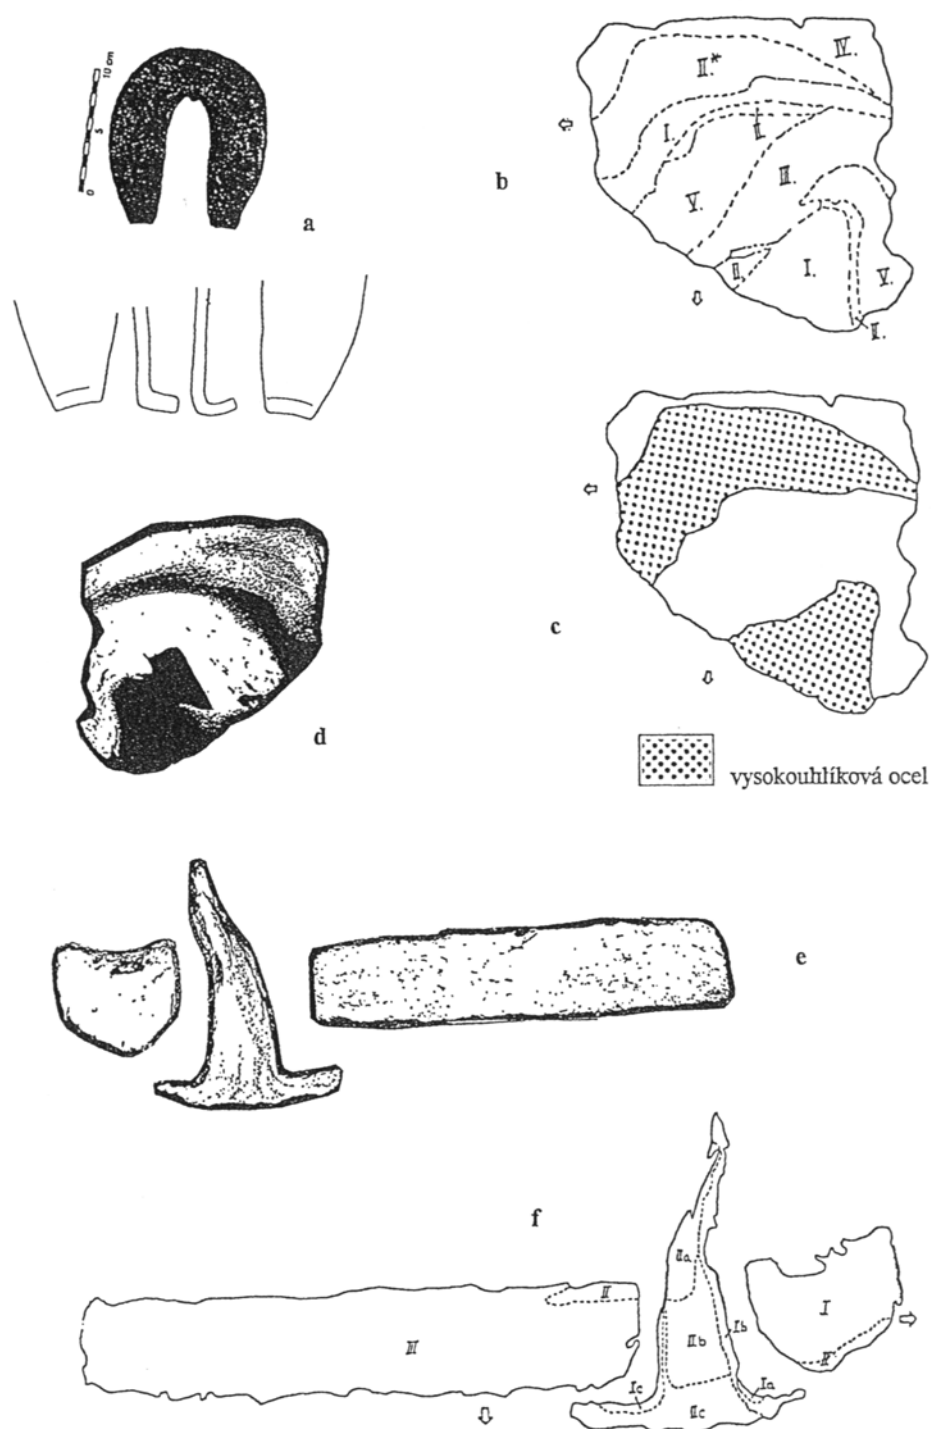 0 5 10 cm
a
b
IV.
II.*
I.
II.
III.
V.
II.
I.
V.
II.
c
vysokouhlíková ocel
d
e
f
IIa
II
I
III
IIb
Ib
II
Ic
Ia
IIc